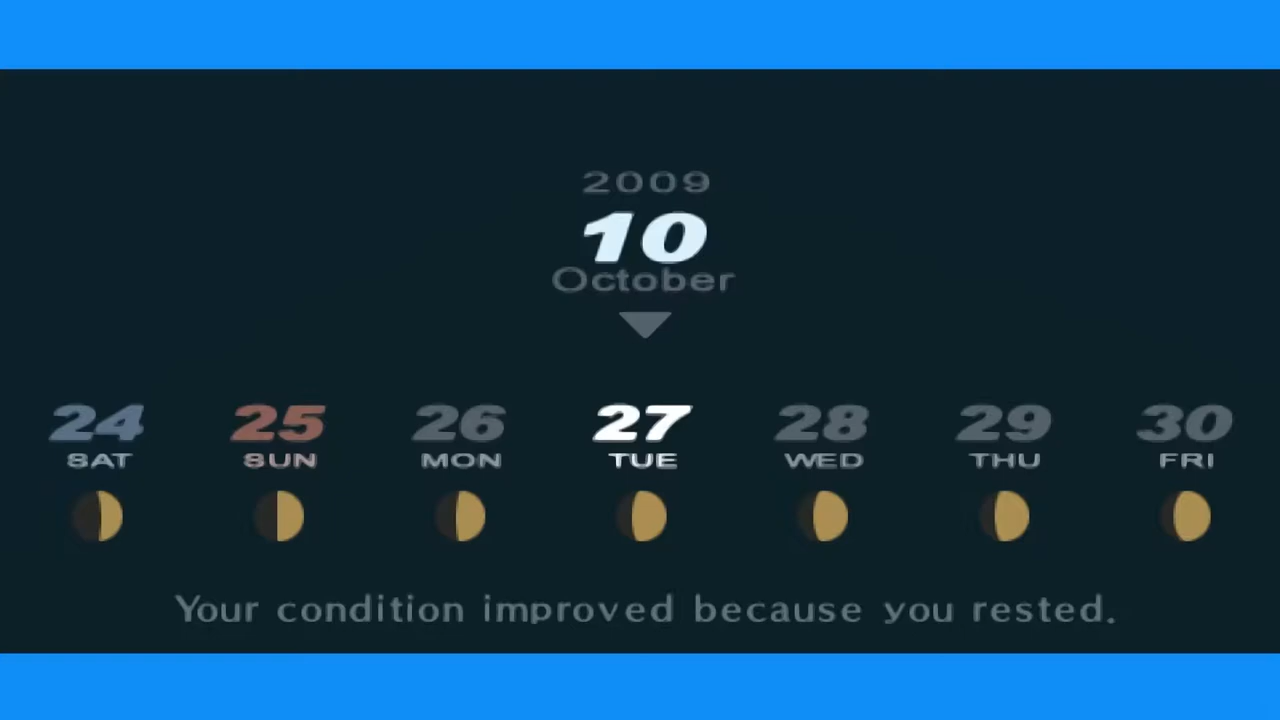 2009
10
October
24 25 26 27 28 29 30
SAT SUN MON TUE WED THU FRI
Your condition improved because you rested.